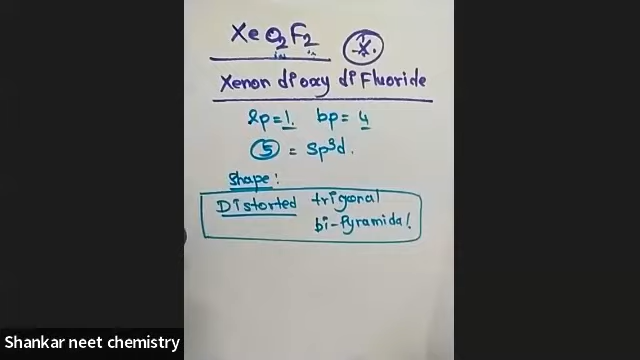 XeO2F2
Xenon dioxy difluoride
lp=1. bp= 4
5 = Sp3d.
Shape:
Distorted trigonal
bi-Pyramidal
Shankar neet chemistry